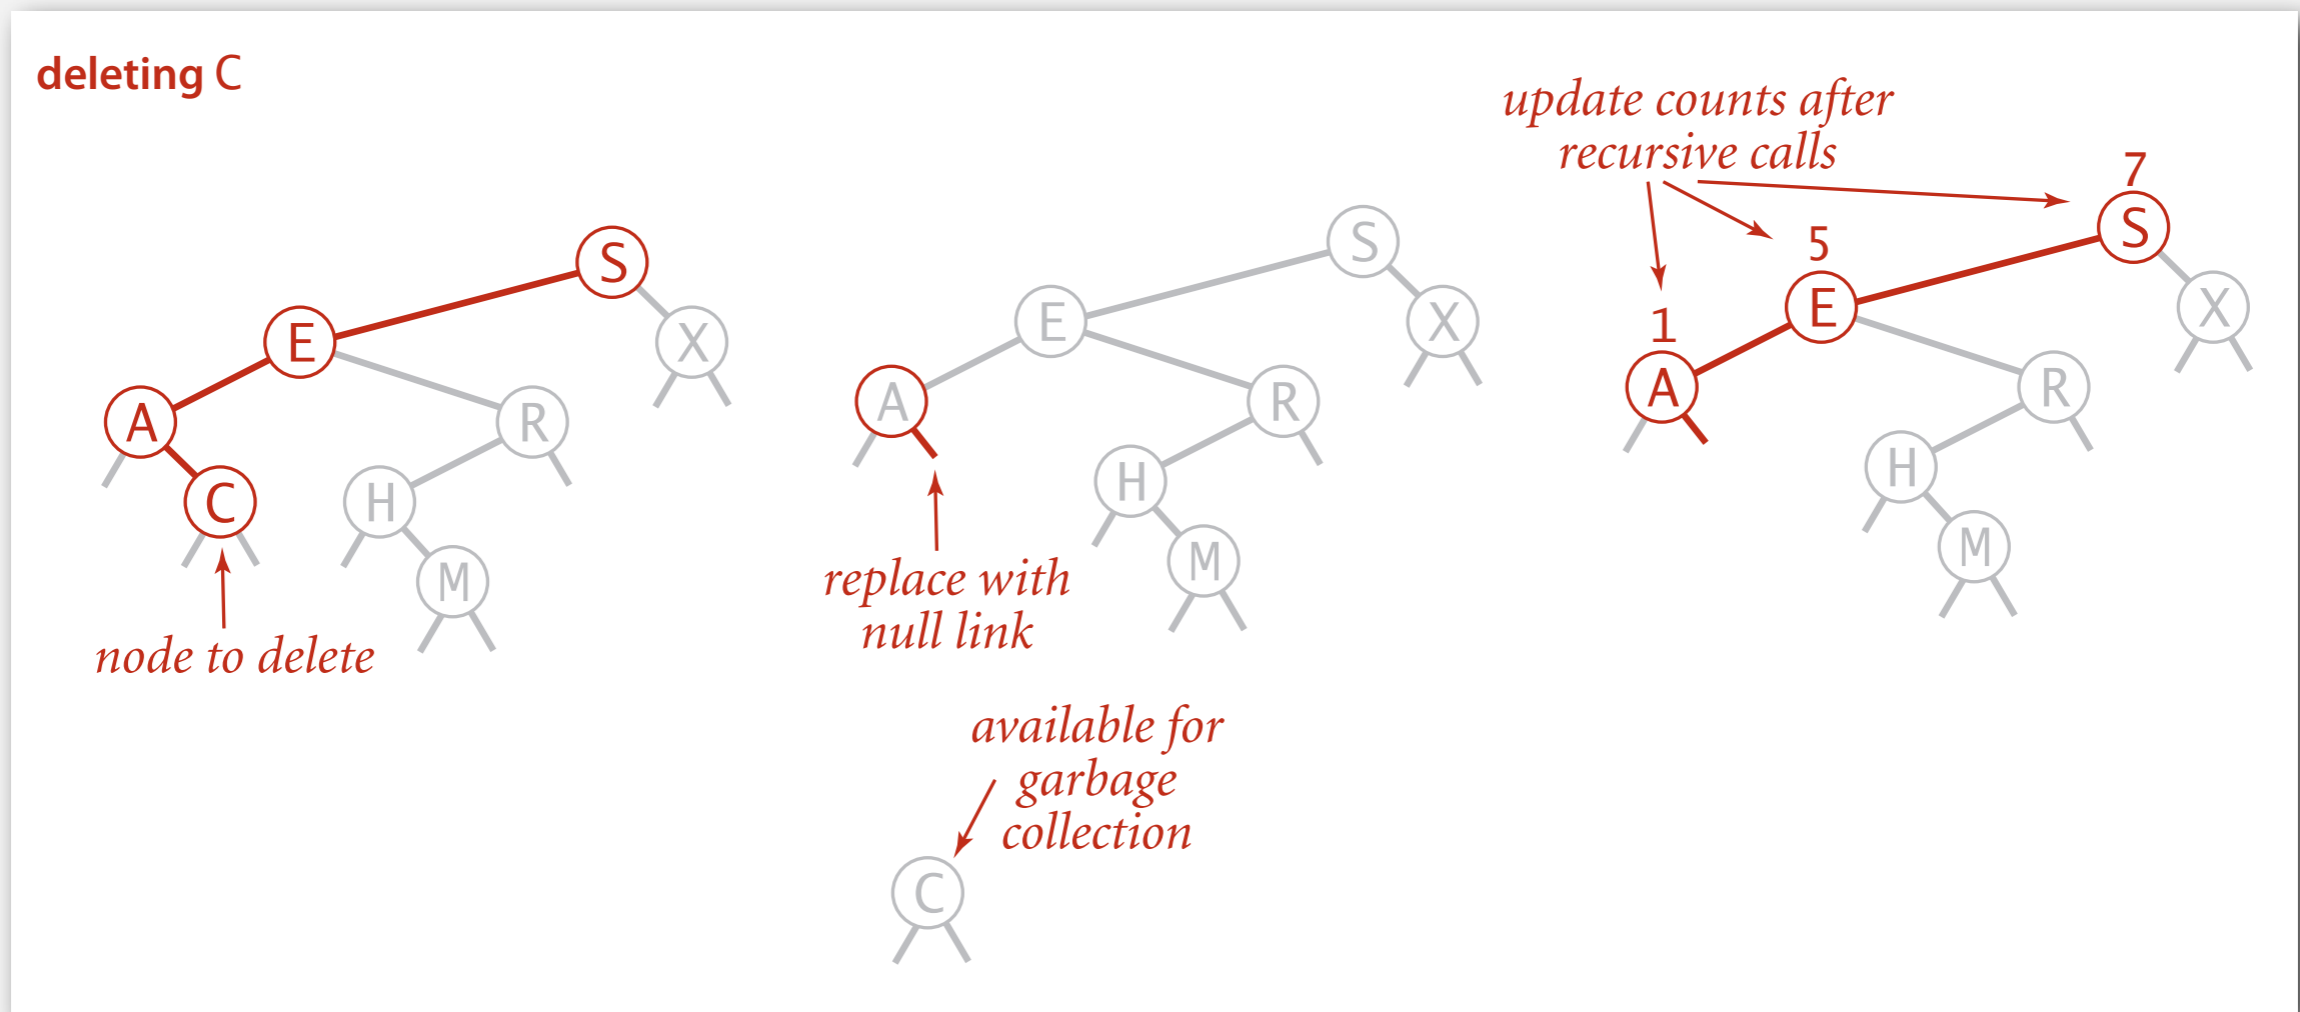 deleting C
S
E
X
A
R
C
H
M
node to delete
S
E
X
A
R
H
M
replace with
null link
available for
garbage
collection
C
update counts after
recursive calls
7
S
5
E
X
1
A
R
H
M